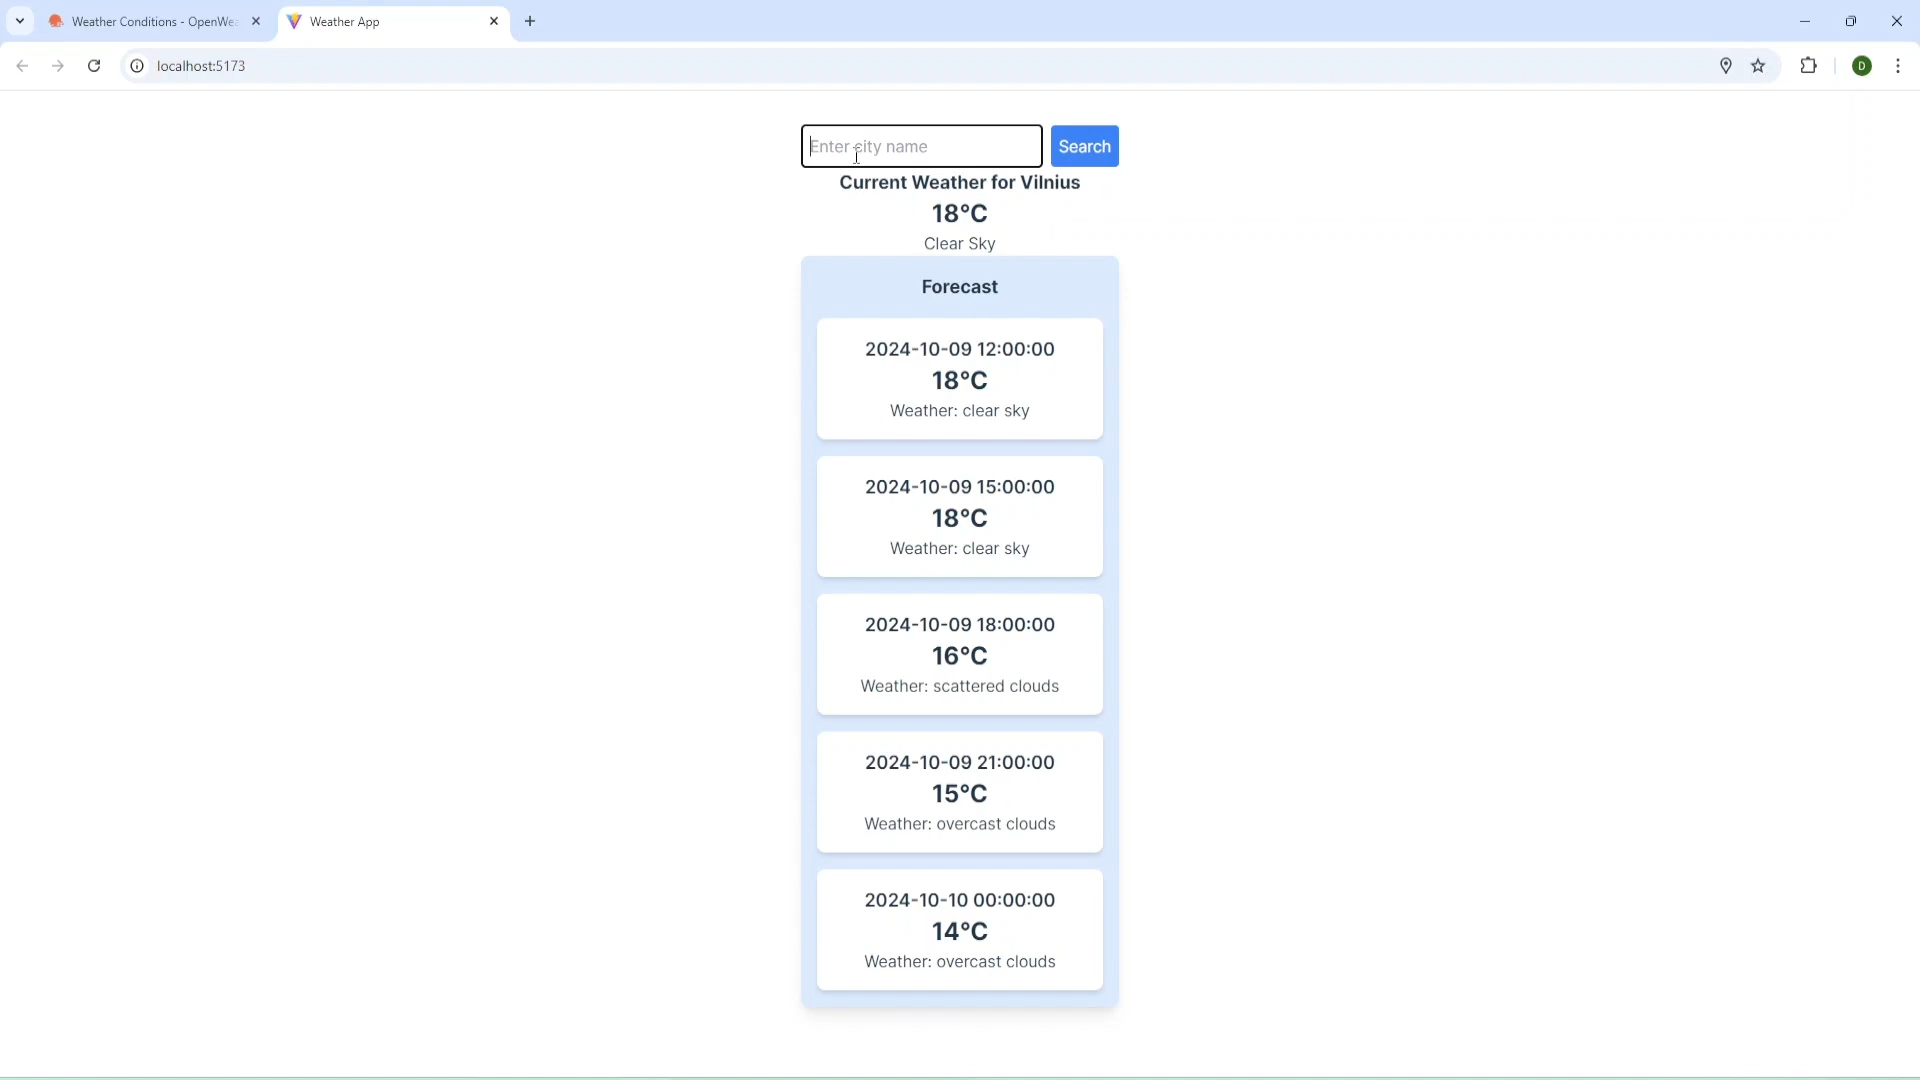 Weather Conditions - OpenWea
Weather App
localhost:5173
D
Enter city name
Search
Current Weather for Vilnius
18°C
Clear Sky
Forecast
2024-10-09 12:00:00
18°C
Weather: clear sky
2024-10-09 15:00:00
18°C
Weather: clear sky
2024-10-09 18:00:00
16°C
Weather: scattered clouds
2024-10-09 21:00:00
15°C
Weather: overcast clouds
2024-10-10 00:00:00
14°C
Weather: overcast clouds